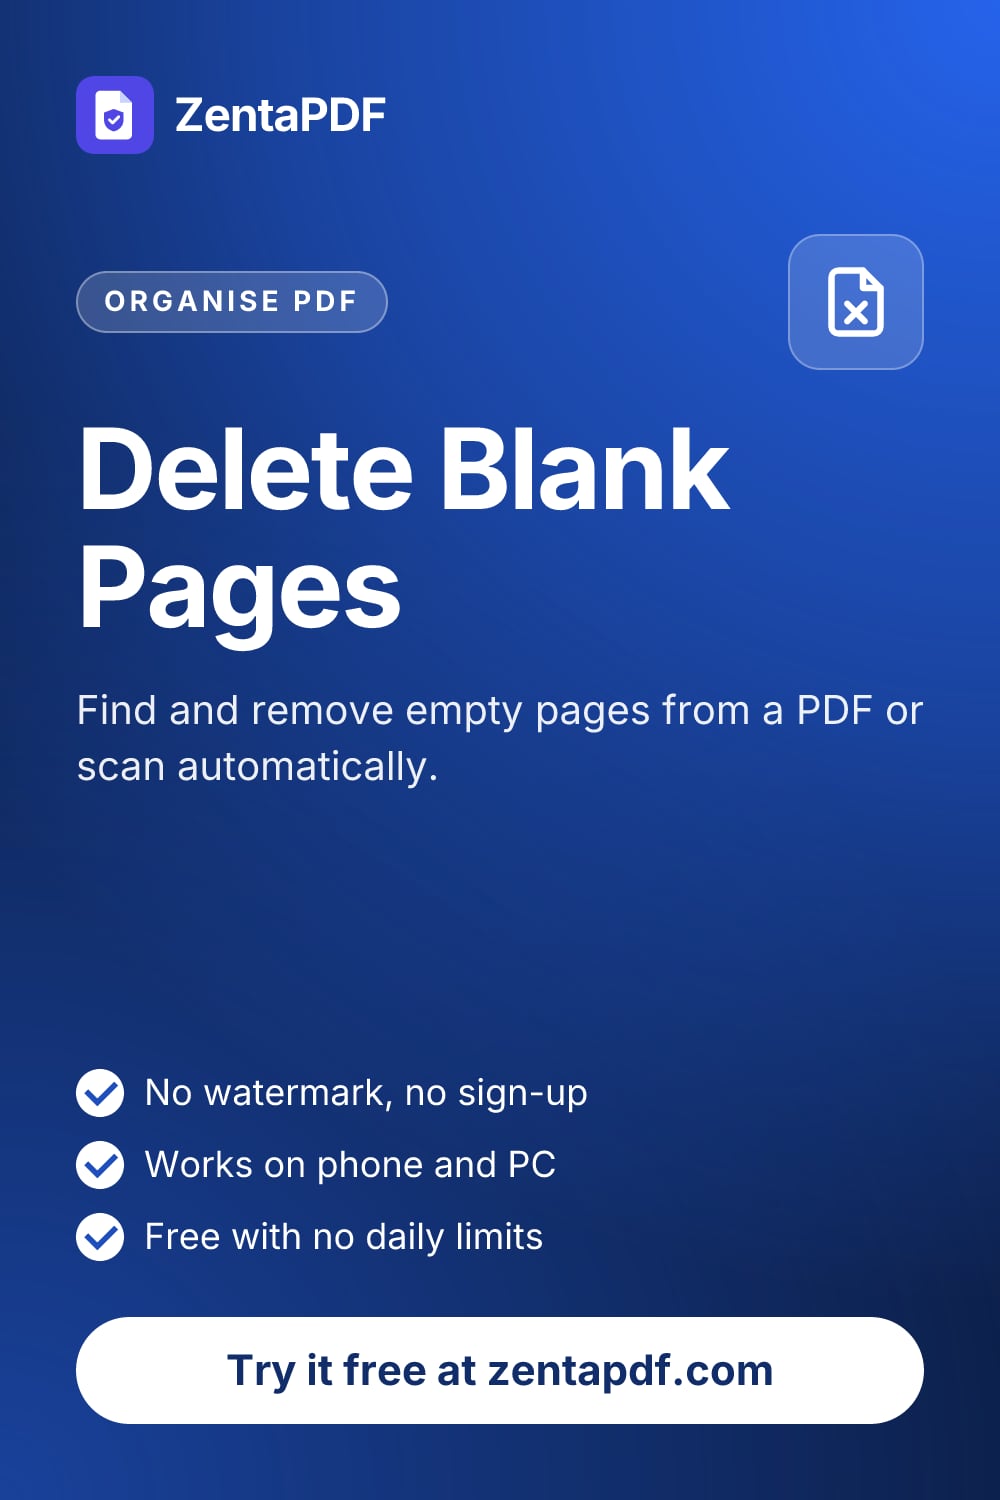 ZentaPDF
ORGANISE PDF
Delete Blank
Pages
Find and remove empty pages from a PDF or
scan automatically.
No watermark, no sign-up
Works on phone and PC
Free with no daily limits
Try it free at zentapdf.com